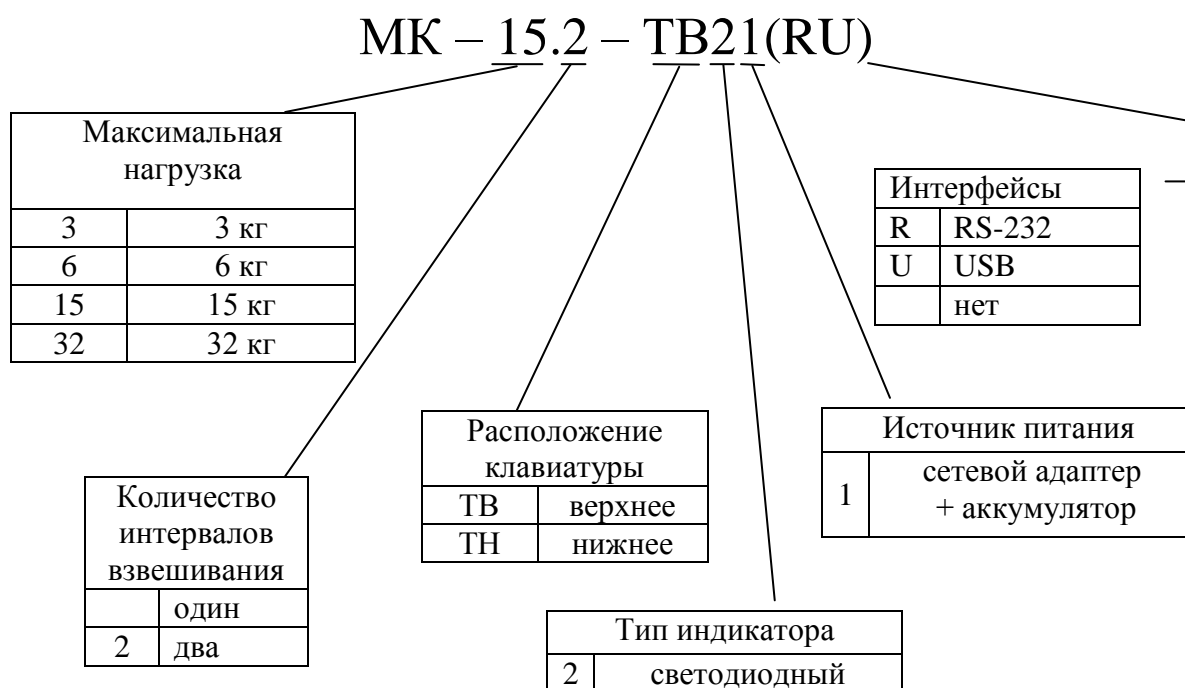 МК – 15.2 – ТВ21(RU)
Максимальная
нагрузка
3 3 кг
6 6 кг
15 15 кг
32 32 кг
Интерфейсы
R RS-232
U USB
нет
Расположение
клавиатуры
ТВ верхнее
ТН нижнее
Источник питания
1 сетевой адаптер
+ аккумулятор
Количество
интервалов
взвешивания
один
2 два
Тип индикатора
2 светодиодный